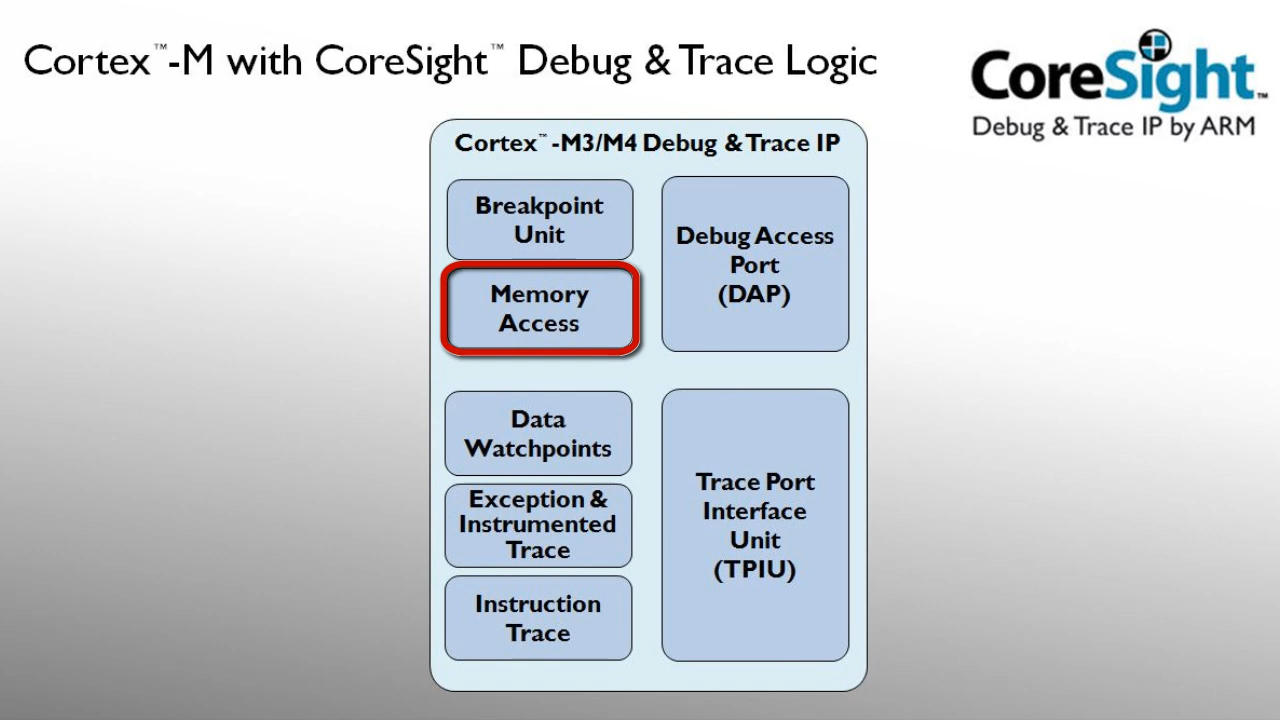 Cortex™-M with CoreSight™ Debug & Trace Logic
CoreSight™
Debug & Trace IP by ARM
Cortex™ -M3/M4 Debug & Trace IP
Breakpoint
Unit
Memory
Access
Debug Access
Port
(DAP)
Data
Watchpoints
Exception &
Instrumented
Trace
Instruction
Trace
Trace Port
Interface
Unit
(TPIU)